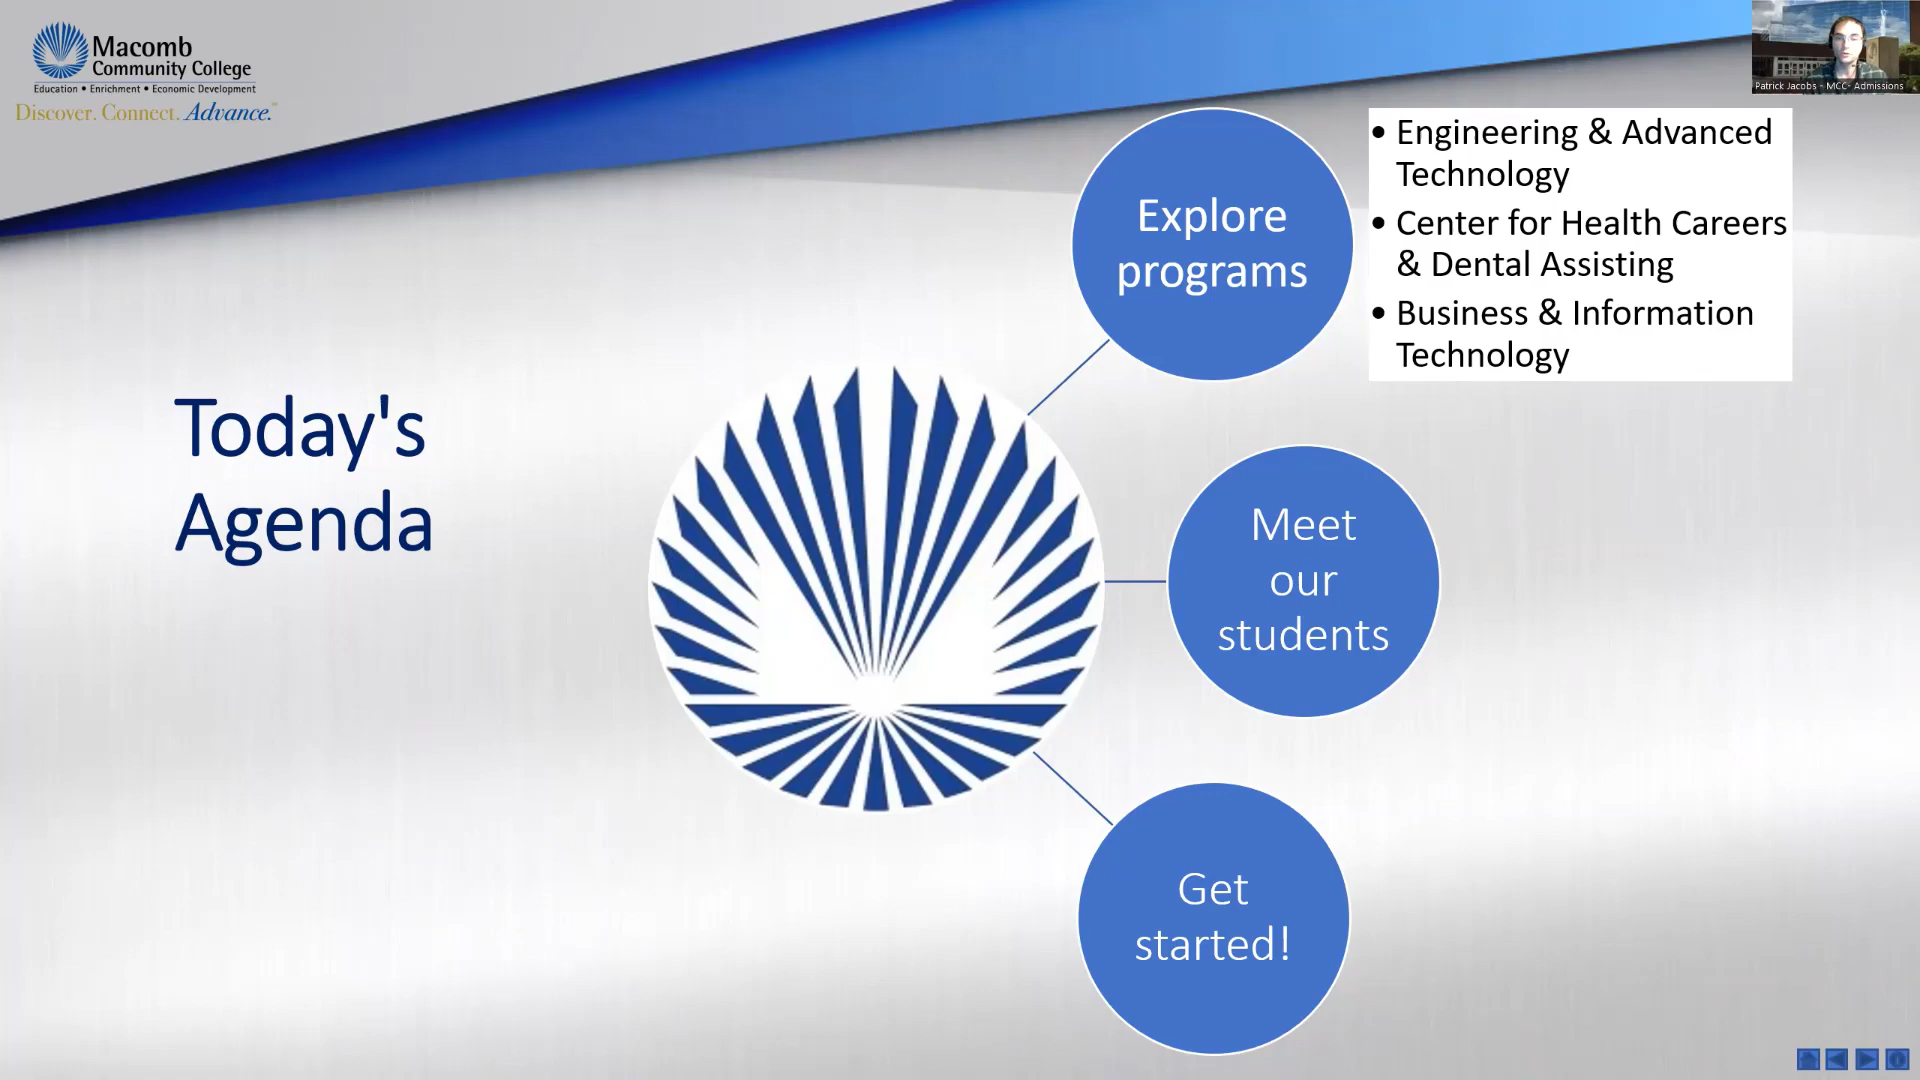 Macomb
Community College
Education • Enrichment • Economic Development
Discover. Connect. Advance.
Patrick Jacobs - MCC- Admissions
Today's
Agenda
Explore
programs
• Engineering & Advanced
Technology
• Center for Health Careers
& Dental Assisting
• Business & Information
Technology
Meet
our
students
Get
started!